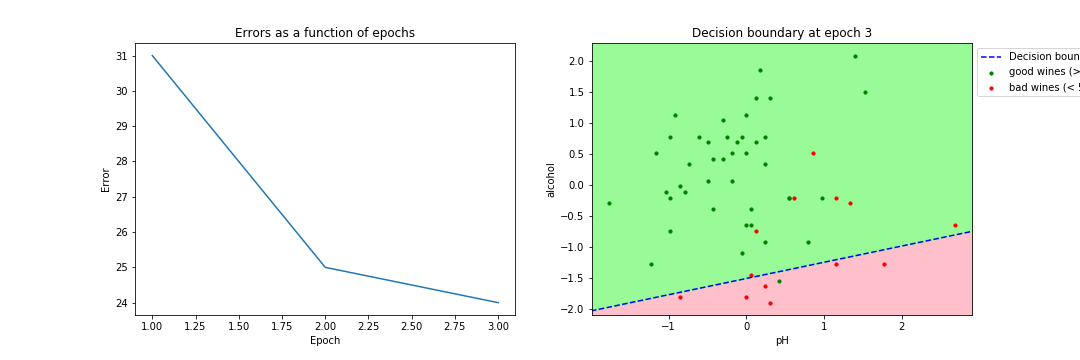 Errors as a function of epochs
31
30
29
28
27
26
25
24
Error
1.00 1.25 1.50 1.75 2.00 2.25 2.50 2.75 3.00
Epoch
Decision boundary at epoch 3
2.0
1.5
1.0
0.5
0.0
−0.5
−1.0
−1.5
−2.0
alcohol
−1 0 1 2
pH
Decision boun
good wines (>
bad wines (< 5